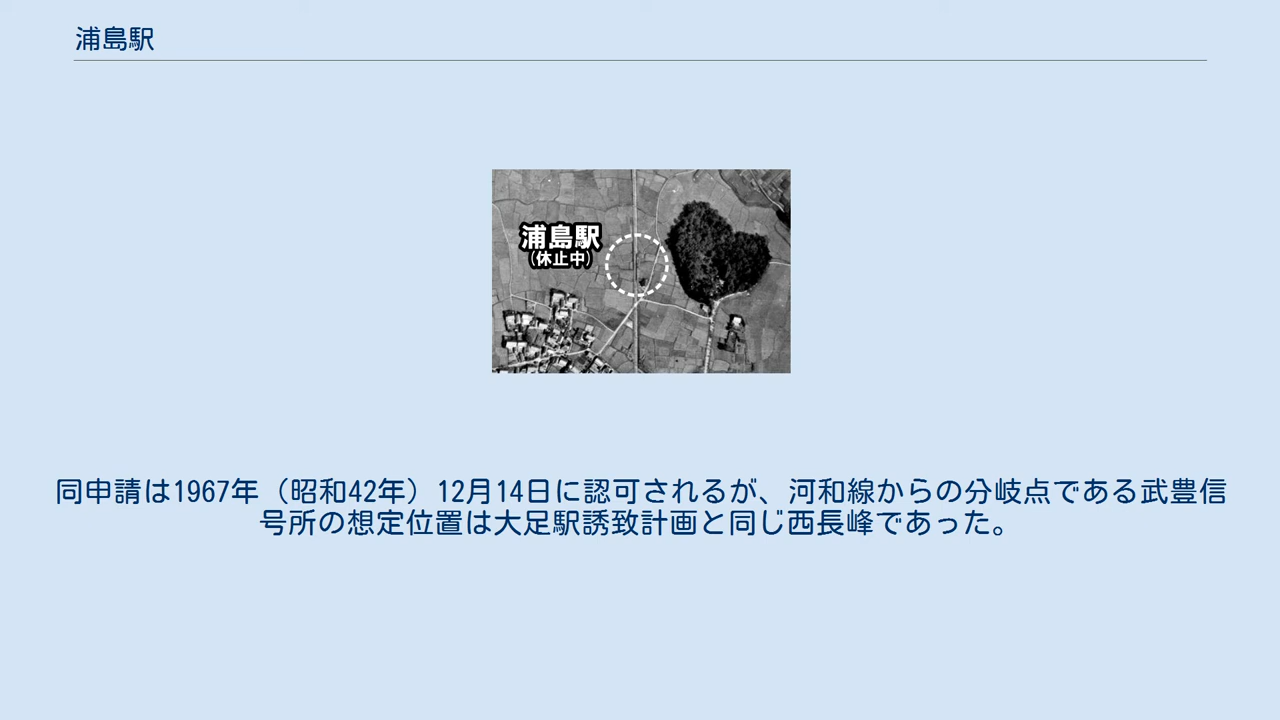 浦島駅
浦島駅
(休止中)
同申請は1967年（昭和42年）12月14日に認可されるが、河和線からの分岐点である武豊信
号所の想定位置は大足駅誘致計画と同じ西長峰であった。